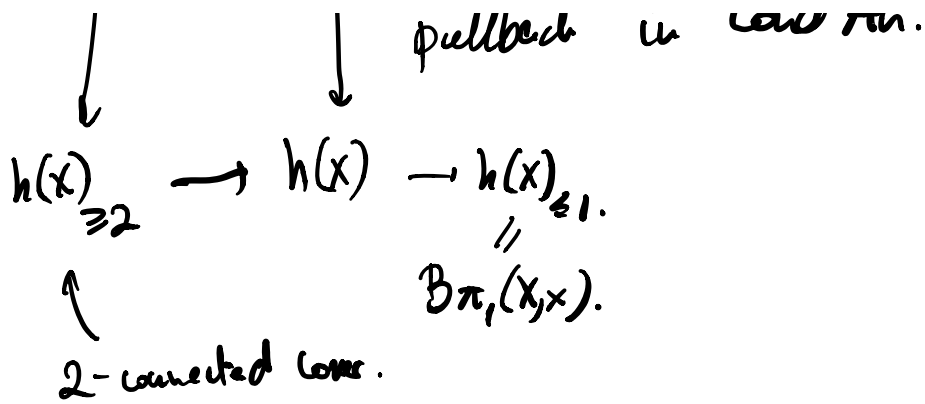 pullback in
h(X)≥2 → h(X) → h(X)≤1.
//
Bπ₁(X,x).
2-connected cover.